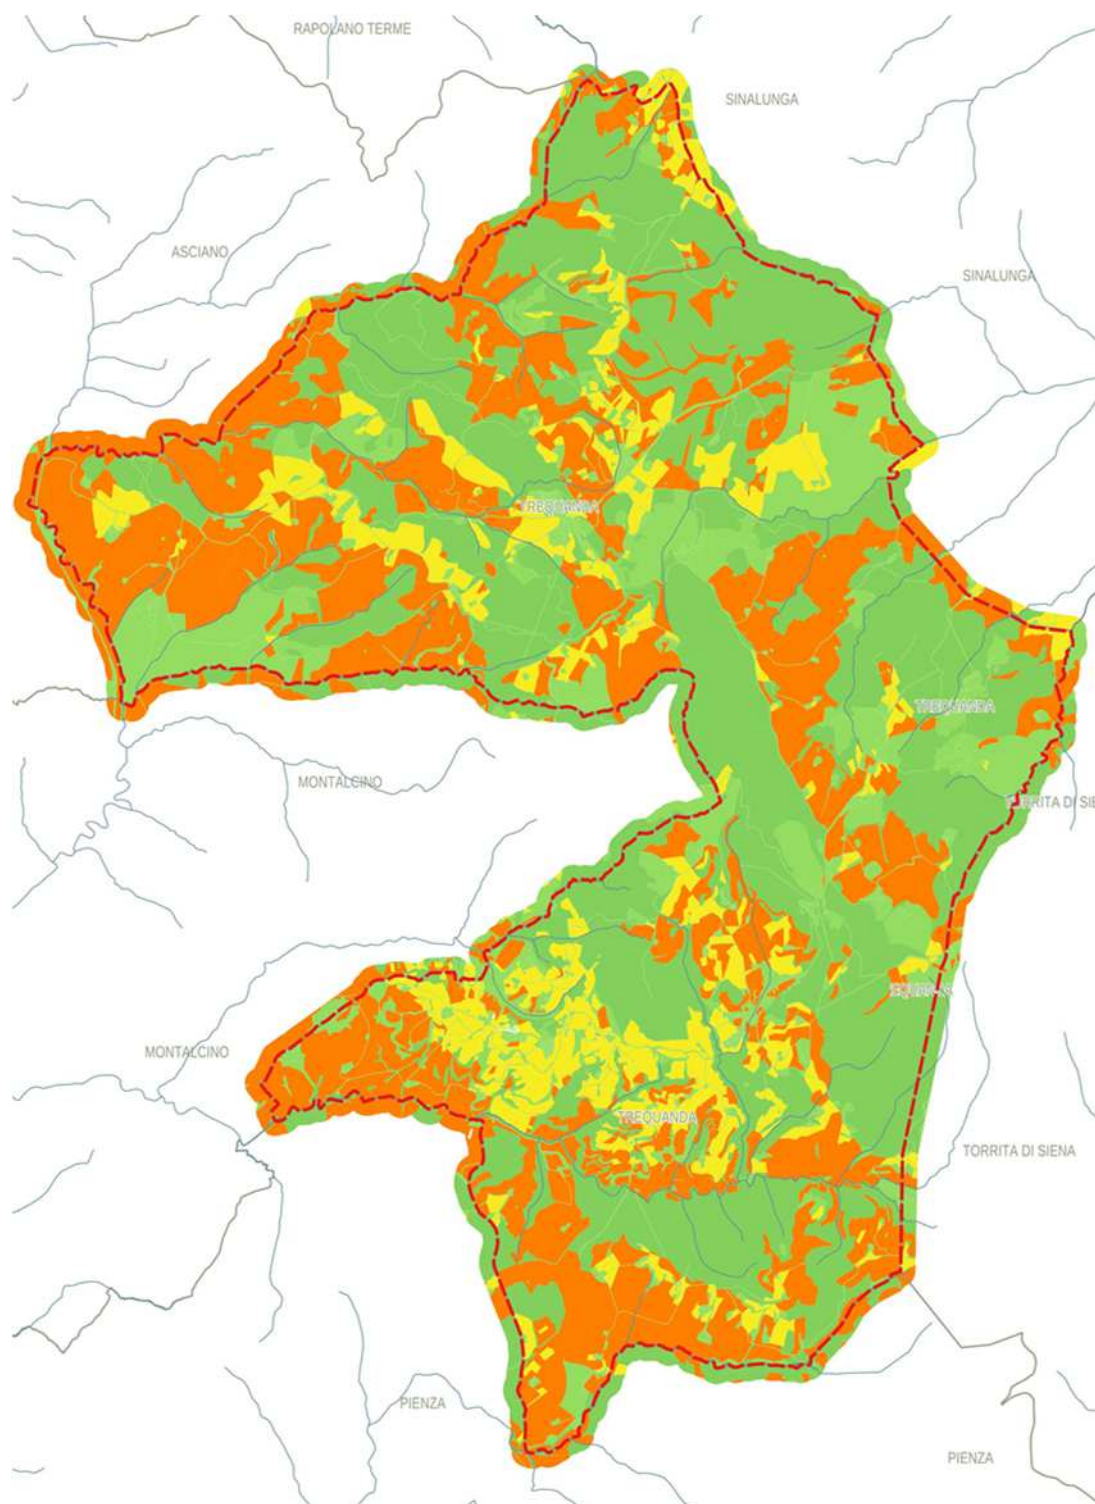 RAPOLANO TERME
SINALUNGA
ASCIANO
SINALUNGA
TREQUANDA
TREQUANDA
MONTALCINO
MONTALCINO
TREQUANDA
TORRITA DI SIENA
PIENZA
PIENZA